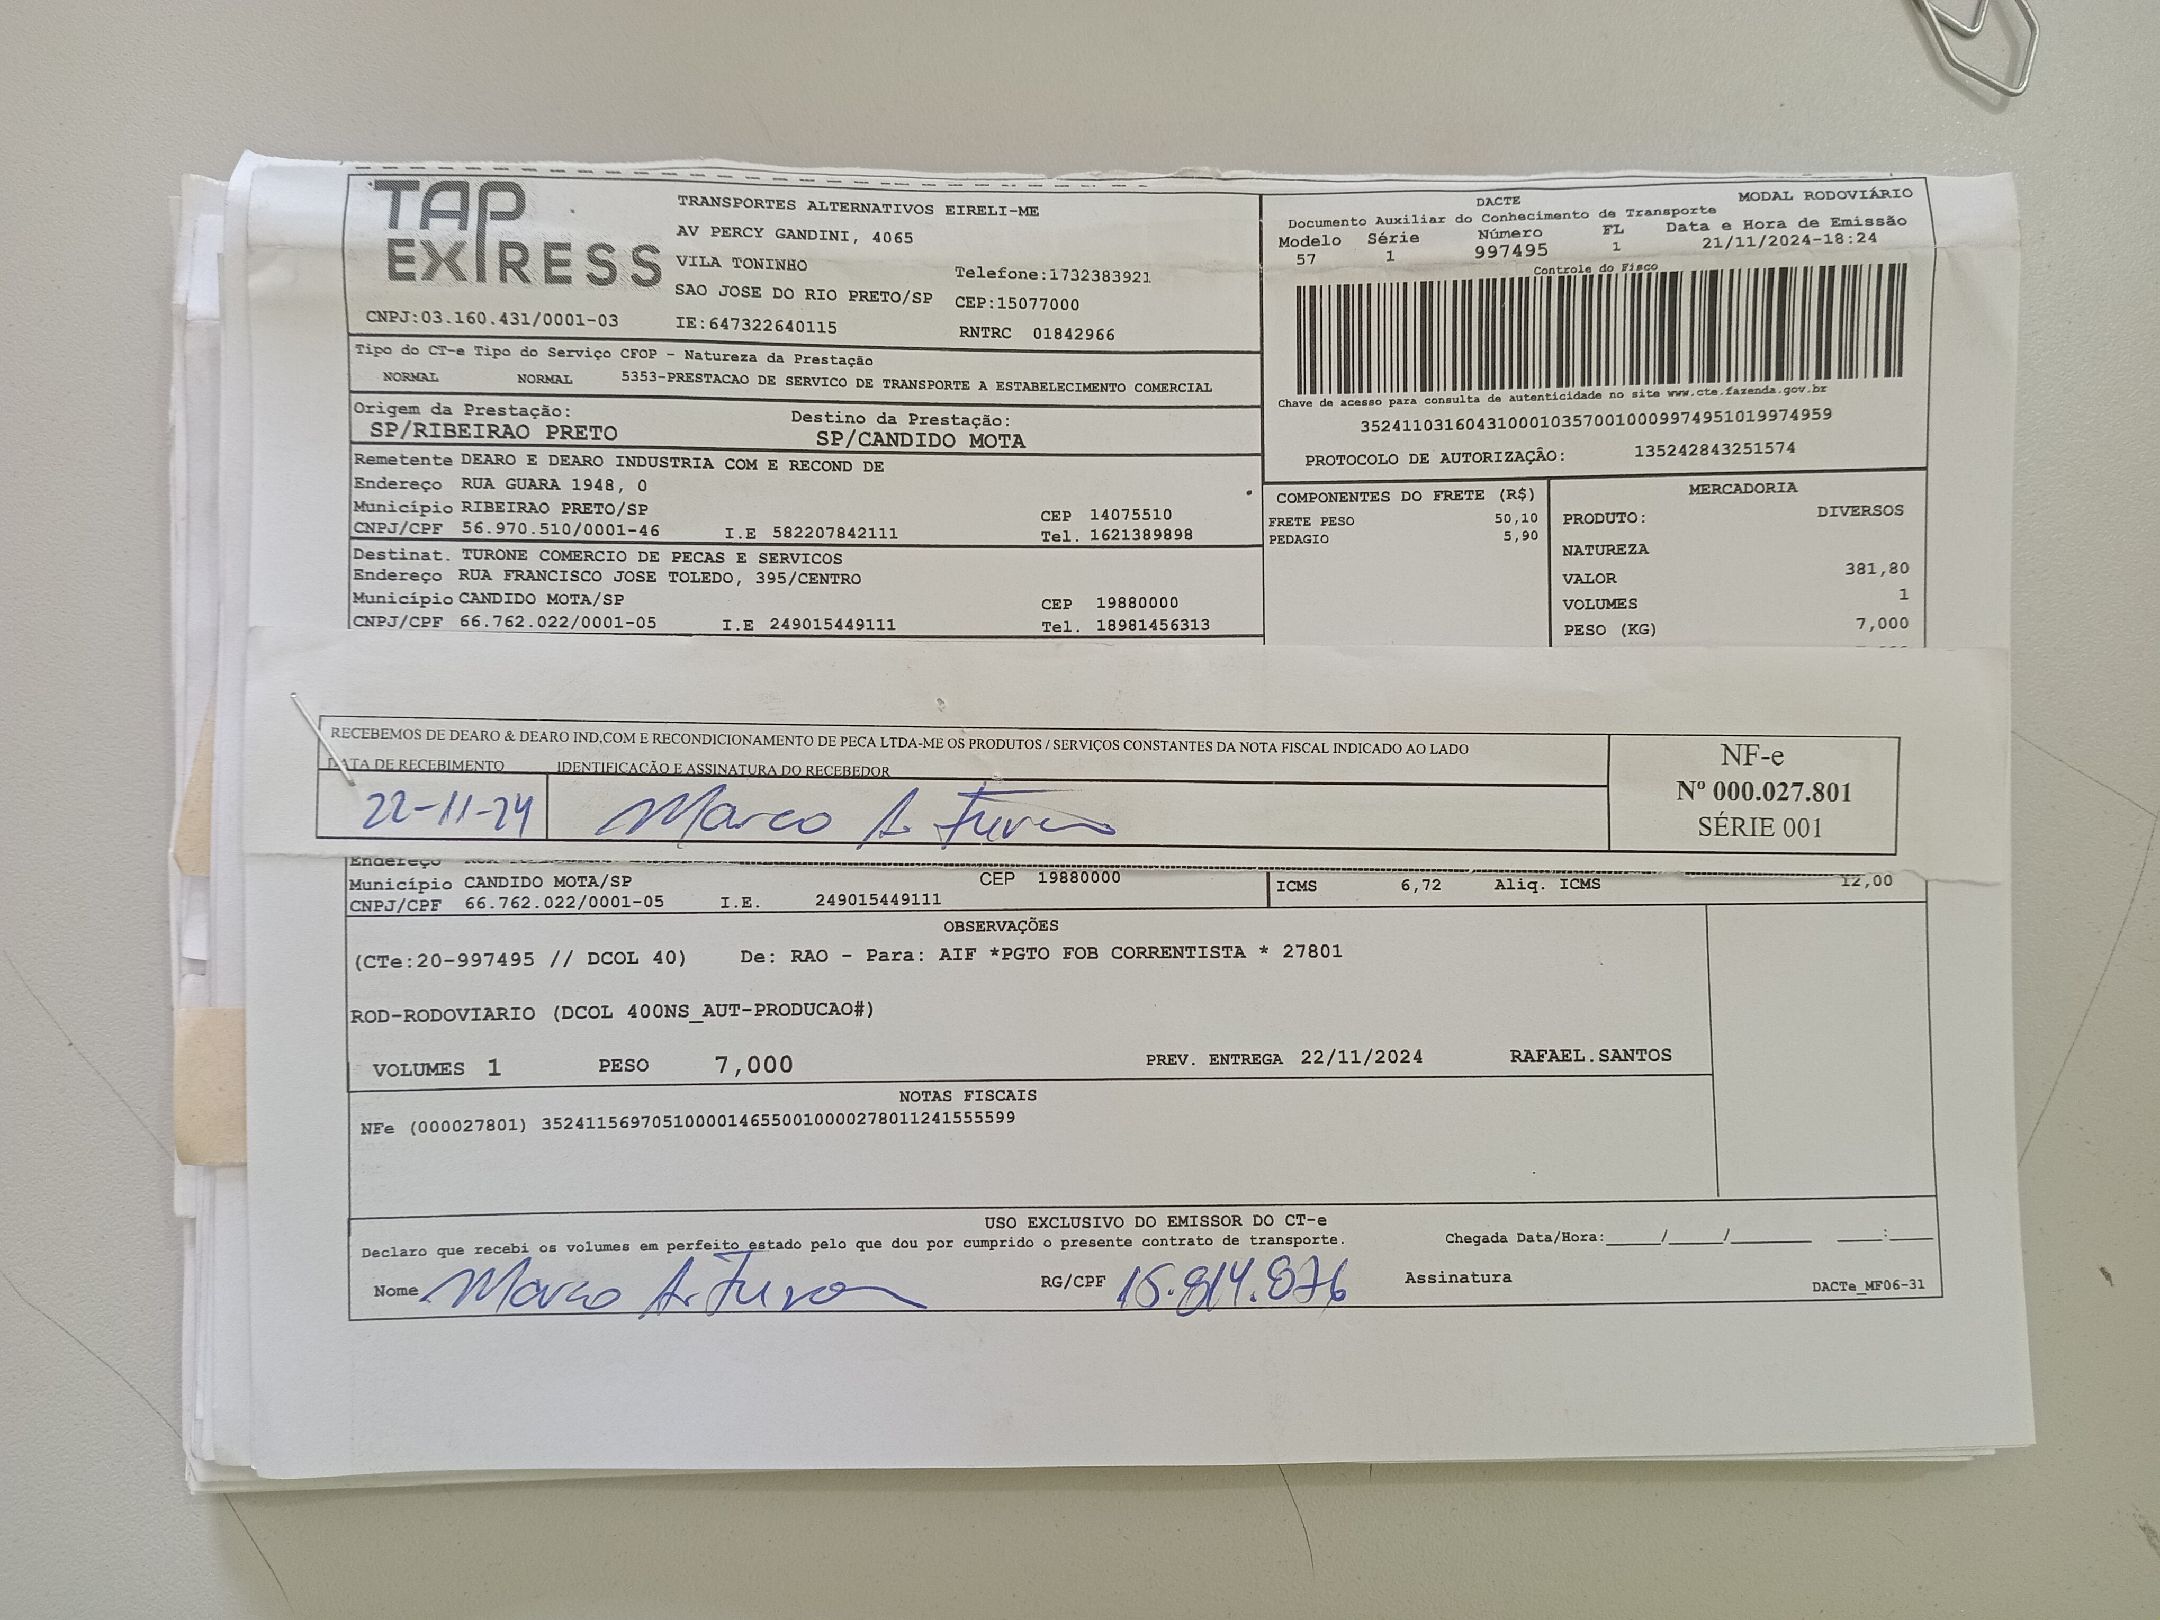 TAP EXPRESS
TRANSPORTES ALTERNATIVOS EIRELI-ME
AV PERCY GANDINI, 4065
VILA TONINHO
Telefone:1732383921
SAO JOSE DO RIO PRETO/SP CEP:15077000
CNPJ:03.160.431/0001-03 IE:647322640115 RNTRC 01842966
DACTE MODAL RODOVIÁRIO
Documento Auxiliar do Conhecimento de Transporte
Modelo Série Número FL Data e Hora de Emissão
57 1 997495 1 21/11/2024-18:24
Controle do Fisco
Chave de acesso para consulta de autenticidade no site www.cte.fazenda.gov.br
35241103160431000103570010009974951019974959
PROTOCOLO DE AUTORIZAÇÃO: 135242843251574
Tipo do CT-e Tipo do Serviço CFOP - Natureza da Prestação
NORMAL NORMAL 5353-PRESTACAO DE SERVICO DE TRANSPORTE A ESTABELECIMENTO COMERCIAL
Origem da Prestação: Destino da Prestação:
SP/RIBEIRAO PRETO SP/CANDIDO MOTA
Remetente DEARO E DEARO INDUSTRIA COM E RECOND DE
Endereço RUA GUARA 1948, 0
Município RIBEIRAO PRETO/SP CEP 14075510
CNPJ/CPF 56.970.510/0001-46 I.E 582207842111 Tel. 1621389898
Destinat. TURONE COMERCIO DE PECAS E SERVICOS
Endereço RUA FRANCISCO JOSE TOLEDO, 395/CENTRO
Município CANDIDO MOTA/SP CEP 19880000
CNPJ/CPF 66.762.022/0001-05 I.E 249015449111 Tel. 18981456313
COMPONENTES DO FRETE (R$)
FRETE PESO 50,10
PEDAGIO 5,90
MERCADORIA
PRODUTO: DIVERSOS
NATUREZA
VALOR 381,80
VOLUMES 1
PESO (KG) 7,000
RECEBEMOS DE DEARO & DEARO IND,COM E RECONDICIONAMENTO DE PECA LTDA-ME OS PRODUTOS / SERVIÇOS CONSTANTES DA NOTA FISCAL INDICADO AO LADO
DATA DE RECEBIMENTO IDENTIFICAÇÃO E ASSINATURA DO RECEBEDOR
22-11-24 Marco A. Turon
NF-e
Nº 000.027.801
SÉRIE 001
Endereço
Município CANDIDO MOTA/SP CEP 19880000
CNPJ/CPF 66.762.022/0001-05 I.E. 249015449111
ICMS 6,72 Aliq. ICMS 12,00
OBSERVAÇÕES
(CTe:20-997495 // DCOL 40) De: RAO - Para: AIF *PGTO FOB CORRENTISTA * 27801
ROD-RODOVIARIO (DCOL 400NS_AUT-PRODUCAO#)
VOLUMES 1 PESO 7,000 PREV. ENTREGA 22/11/2024 RAFAEL.SANTOS
NOTAS FISCAIS
NFe (000027801) 35241156970510000146550010000278011241555599
USO EXCLUSIVO DO EMISSOR DO CT-e
Declaro que recebi os volumes em perfeito estado pelo que dou por cumprido o presente contrato de transporte. Chegada Data/Hora:_____/_____/________ ____:____
Nome Marco A. Turon RG/CPF 15.814.876 Assinatura DACTe_MF06-31